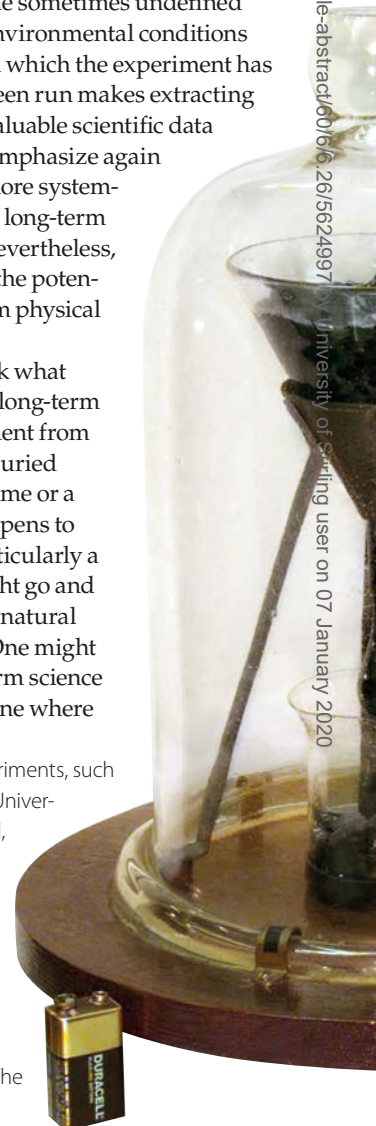 sometimes undefined
nvironmental conditions
which the experiment has
een run makes extracting
aluable scientific data
mphasize again
ore system-
long-term
evertheless,
the poten-
m physical
k what
long-term
ent from
uried
me or a
pens to
ticularly a
ht go and
natural
One might
rm science
ne where
riments, such
Univer-
l,
he
DURACELL
le-abstract/60/6/6.26/5624997
University of
rling user on 07 January 2020